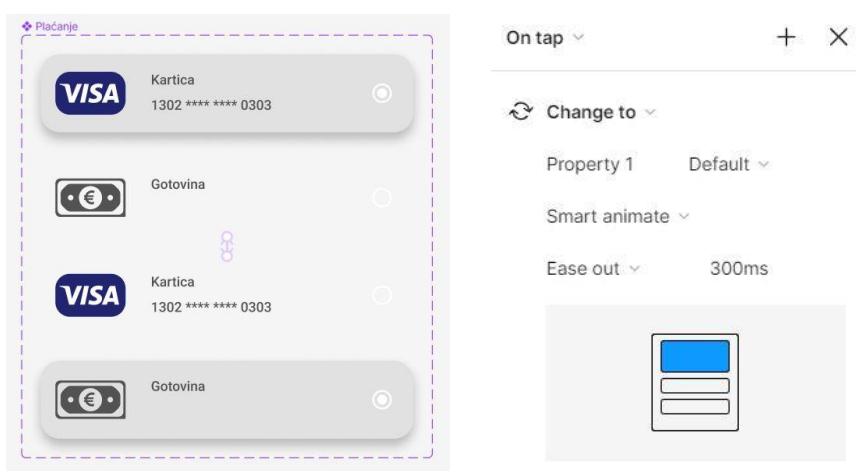 Plaćanje
VISA
Kartica
1302 **** **** 0303
Gotovina
VISA
Kartica
1302 **** **** 0303
Gotovina
On tap
Change to
Property 1 Default
Smart animate
Ease out 300ms